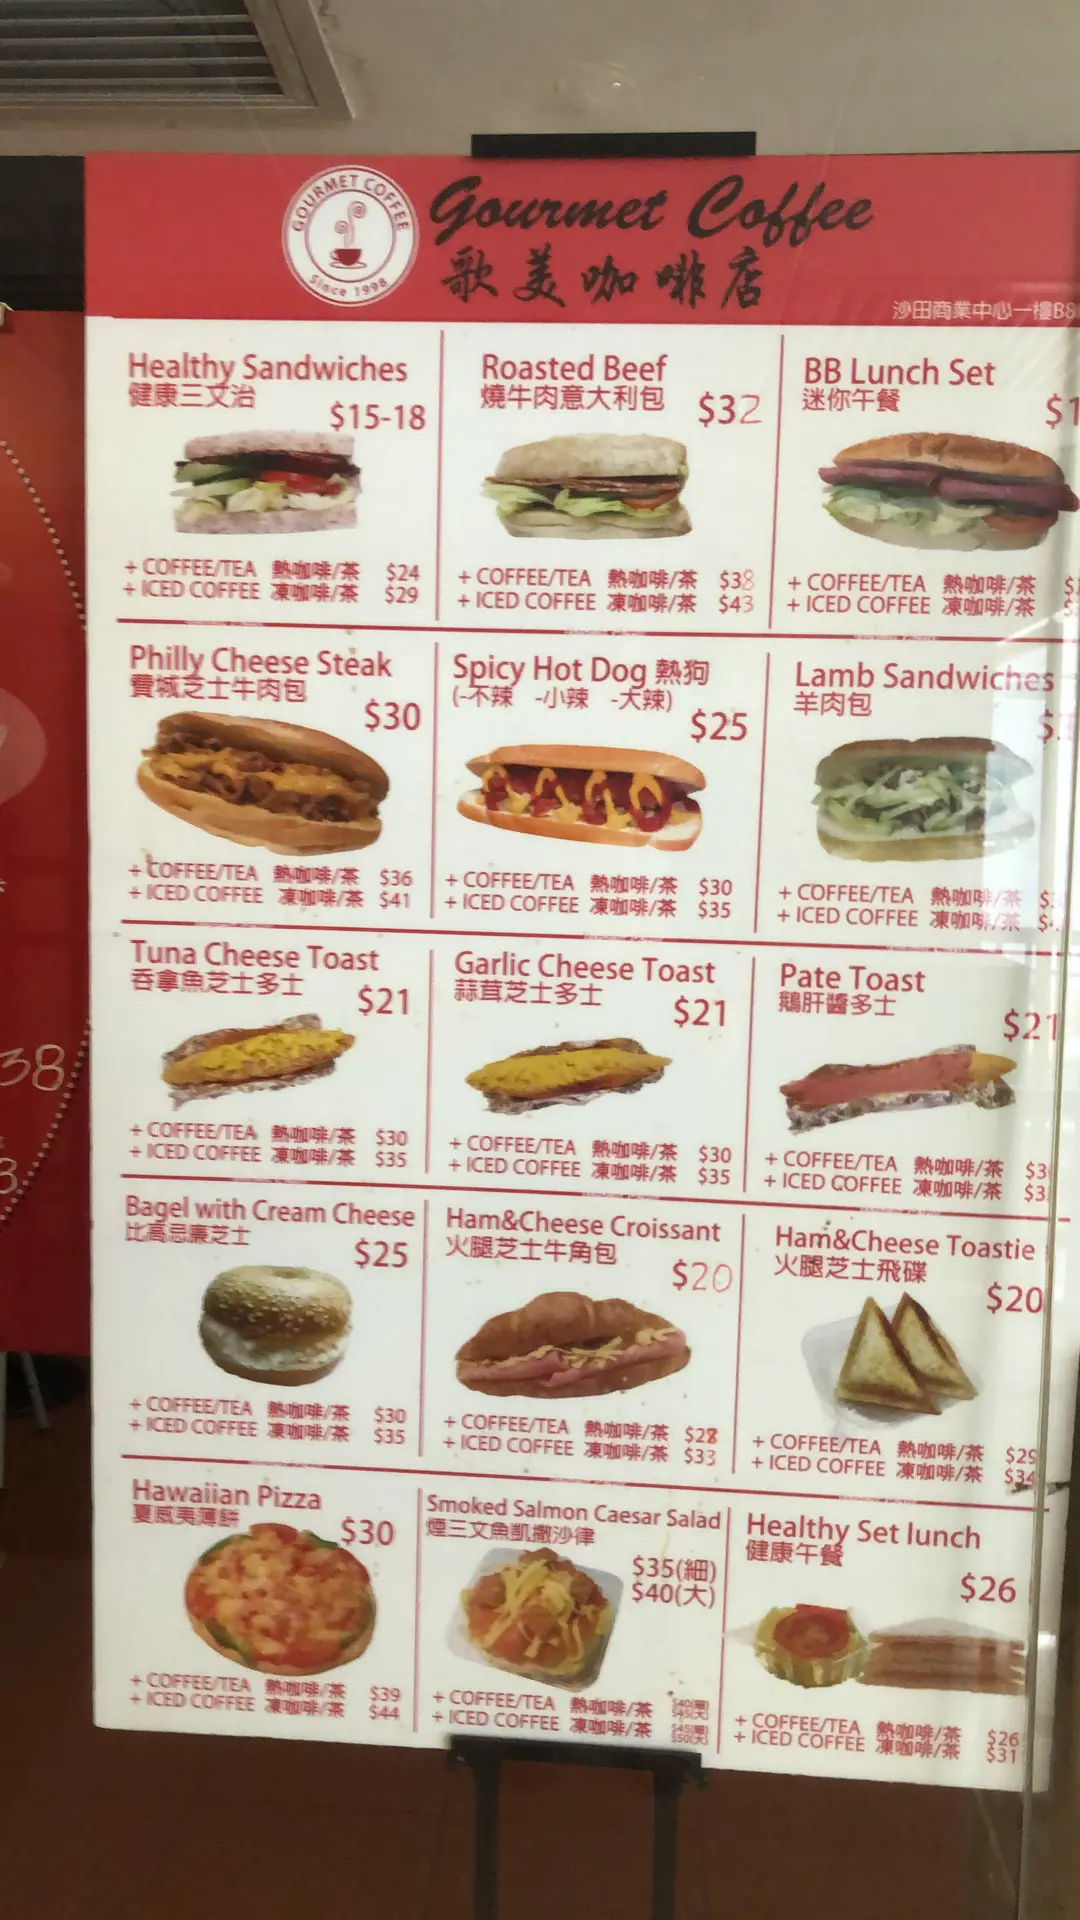 GOURMET COFFEE
Since 1998
Gourmet Coffee
歌美咖啡店
沙田商業中心一樓
Healthy Sandwiches
健康三文治
$15-18
+ COFFEE/TEA 熱咖啡/茶 $24
+ ICED COFFEE 凍咖啡/茶 $29
Roasted Beef
燒牛肉意大利包
$32
+ COFFEE/TEA 熱咖啡/茶 $38
+ ICED COFFEE 凍咖啡/茶 $43
BB Lunch Set
迷你午餐
+ COFFEE/TEA 熱咖啡/茶
+ ICED COFFEE 凍咖啡/茶
Philly Cheese Steak
費城芝士牛肉包
$30
+ COFFEE/TEA 熱咖啡/茶 $36
+ ICED COFFEE 凍咖啡/茶 $41
Spicy Hot Dog 熱狗
(-不辣 -小辣 -大辣)
$25
+ COFFEE/TEA 熱咖啡/茶 $30
+ ICED COFFEE 凍咖啡/茶 $35
Lamb Sandwiches
羊肉包
+ COFFEE/TEA 熱咖啡/茶
+ ICED COFFEE 凍咖啡/茶
Tuna Cheese Toast
吞拿魚芝士多士
$21
+ COFFEE/TEA 熱咖啡/茶 $30
+ ICED COFFEE 凍咖啡/茶 $35
Garlic Cheese Toast
蒜茸芝士多士
$21
+ COFFEE/TEA 熱咖啡/茶 $30
+ ICED COFFEE 凍咖啡/茶 $35
Pate Toast
鵝肝醬多士
$21
+ COFFEE/TEA 熱咖啡/茶
+ ICED COFFEE 凍咖啡/茶
Bagel with Cream Cheese
比高忌廉芝士
$25
+ COFFEE/TEA 熱咖啡/茶 $30
+ ICED COFFEE 凍咖啡/茶 $35
Ham&Cheese Croissant
火腿芝士牛角包
$20
+ COFFEE/TEA 熱咖啡/茶 $28
+ ICED COFFEE 凍咖啡/茶 $33
Ham&Cheese Toastie
火腿芝士飛碟
$20
+ COFFEE/TEA 熱咖啡/茶 $29
+ ICED COFFEE 凍咖啡/茶 $34
Hawaiian Pizza
夏威夷薄餅
$30
+ COFFEE/TEA 熱咖啡/茶 $39
+ ICED COFFEE 凍咖啡/茶 $44
Smoked Salmon Caesar Salad
煙三文魚凱撒沙律
$35(細)
$40(大)
+ COFFEE/TEA 熱咖啡/茶 $40(細) $45(大)
+ ICED COFFEE 凍咖啡/茶 $45(細) $50(大)
Healthy Set lunch
健康午餐
$26
+ COFFEE/TEA 熱咖啡/茶 $26
+ ICED COFFEE 凍咖啡/茶 $31
38